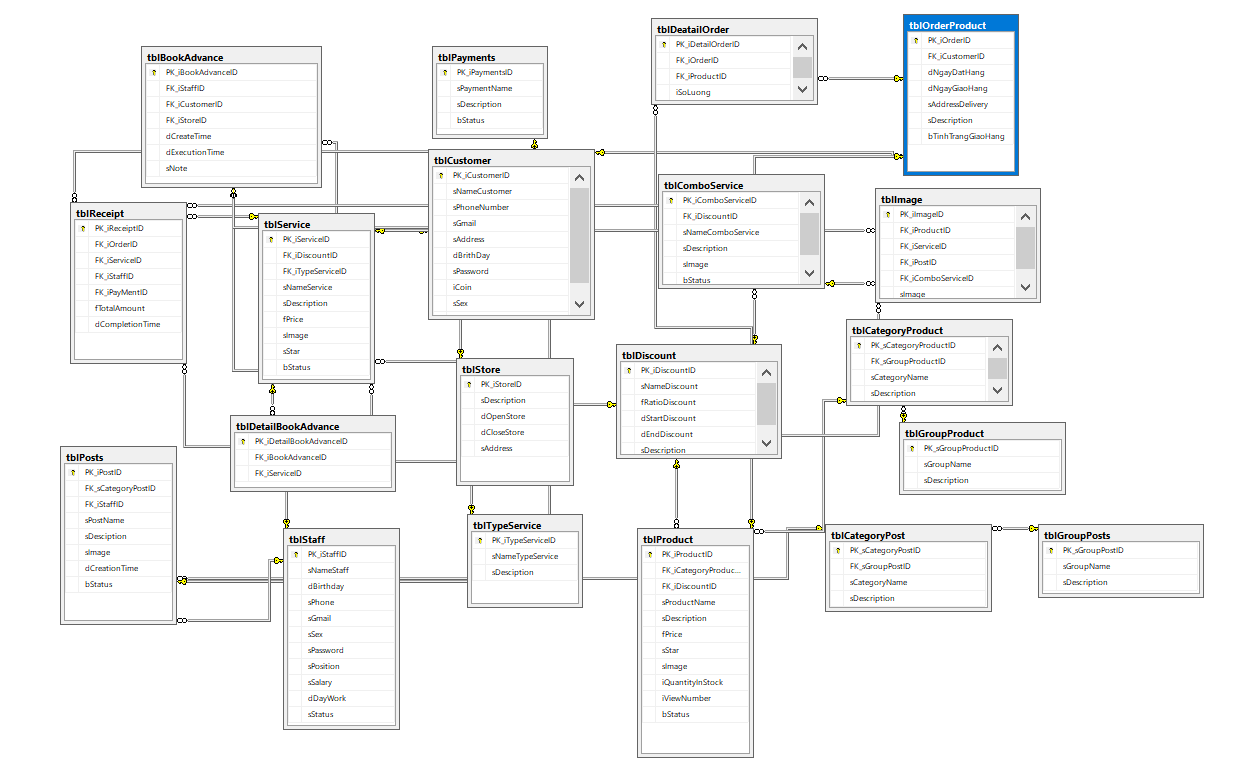 tblBookAdvance
PK_iBookAdvanceID
FK_iStaffID
FK_iCustomerID
FK_iStoreID
dCreateTime
dExecutionTime
sNote
tblPayments
PK_iPaymentsID
sPaymentName
sDescription
bStatus
tblDeatailOrder
PK_iDetailOrderID
FK_iOrderID
FK_iProductID
iSoLuong
tblOrderProduct
PK_iOrderID
FK_iCustomerID
dNgayDatHang
dNgayGiaoHang
sAddressDelivery
sDescription
bTinhTrangGiaoHang
tblReceipt
PK_iReceiptID
FK_iOrderID
FK_iServiceID
FK_iStaffID
FK_iPayMentID
fTotalAmount
dCompletionTime
tblService
PK_iServiceID
FK_iDiscountID
FK_iTypeServiceID
sNameService
sDescription
fPrice
sImage
sStar
bStatus
tblCustomer
PK_iCustomerID
sNameCustomer
sPhoneNumber
sGmail
sAddress
dBrithDay
sPassword
iCoin
sSex
tblComboService
PK_iComboServiceID
FK_iDiscountID
sNameComboService
sDescription
sImage
bStatus
tblImage
PK_iImageID
FK_iProductID
FK_iServiceID
FK_iPostID
FK_iComboServiceID
sImage
tblCategoryProduct
PK_sCategoryProductID
FK_sGroupProductID
sCategoryName
sDescription
tblStore
PK_iStoreID
sDescription
dOpenStore
dCloseStore
sAddress
tblDiscount
PK_iDiscountID
sNameDiscount
fRatioDiscount
dStartDiscount
dEndDiscount
sDescription
tblGroupProduct
PK_sGroupProductID
sGroupName
sDescription
tblDetailBookAdvance
PK_iDetailBookAdvanceID
FK_iBookAdvanceID
FK_iServiceID
tblPosts
PK_iPostID
FK_sCategoryPostID
FK_iStaffID
sPostName
sDesciption
sImage
dCreationTime
bStatus
tblStaff
PK_iStaffID
sNameStaff
dBirthday
sPhone
sGmail
sSex
sPassword
sPosition
sSalary
dDayWork
sStatus
tblTypeService
PK_iTypeServiceID
sNameTypeService
sDesciption
tblProduct
PK_iProductID
FK_iCategoryProduc...
FK_iDiscountID
sProductName
sDescription
fPrice
sStar
sImage
iQuantityInStock
iViewNumber
bStatus
tblCategoryPost
PK_sCategoryPostID
FK_sGroupPostID
sCategoryName
sDescription
tblGroupPosts
PK_sGroupPostID
sGroupName
sDescription